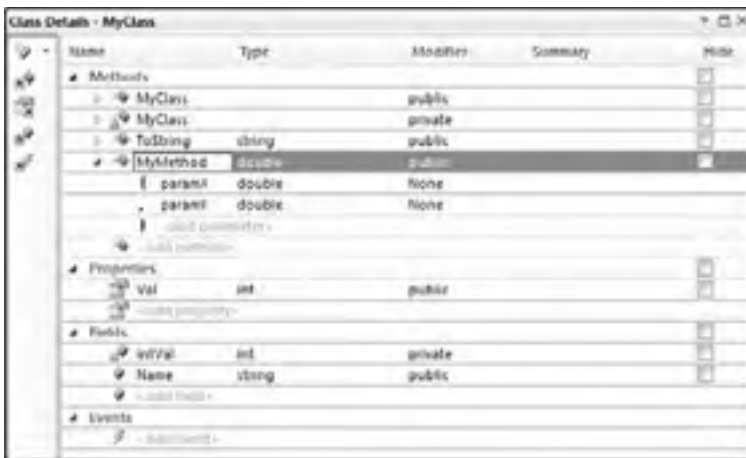 Class Details - MyClass
Name Type Modifier Summary Hide
Methods
MyClass public
MyClass private
ToString string public
MyMethod double public
double None
double None
<add parameter>
<add method>
Properties
Val int public
<add property>
Fields
intVal int private
Name string public
<add field>
Events
<add event>